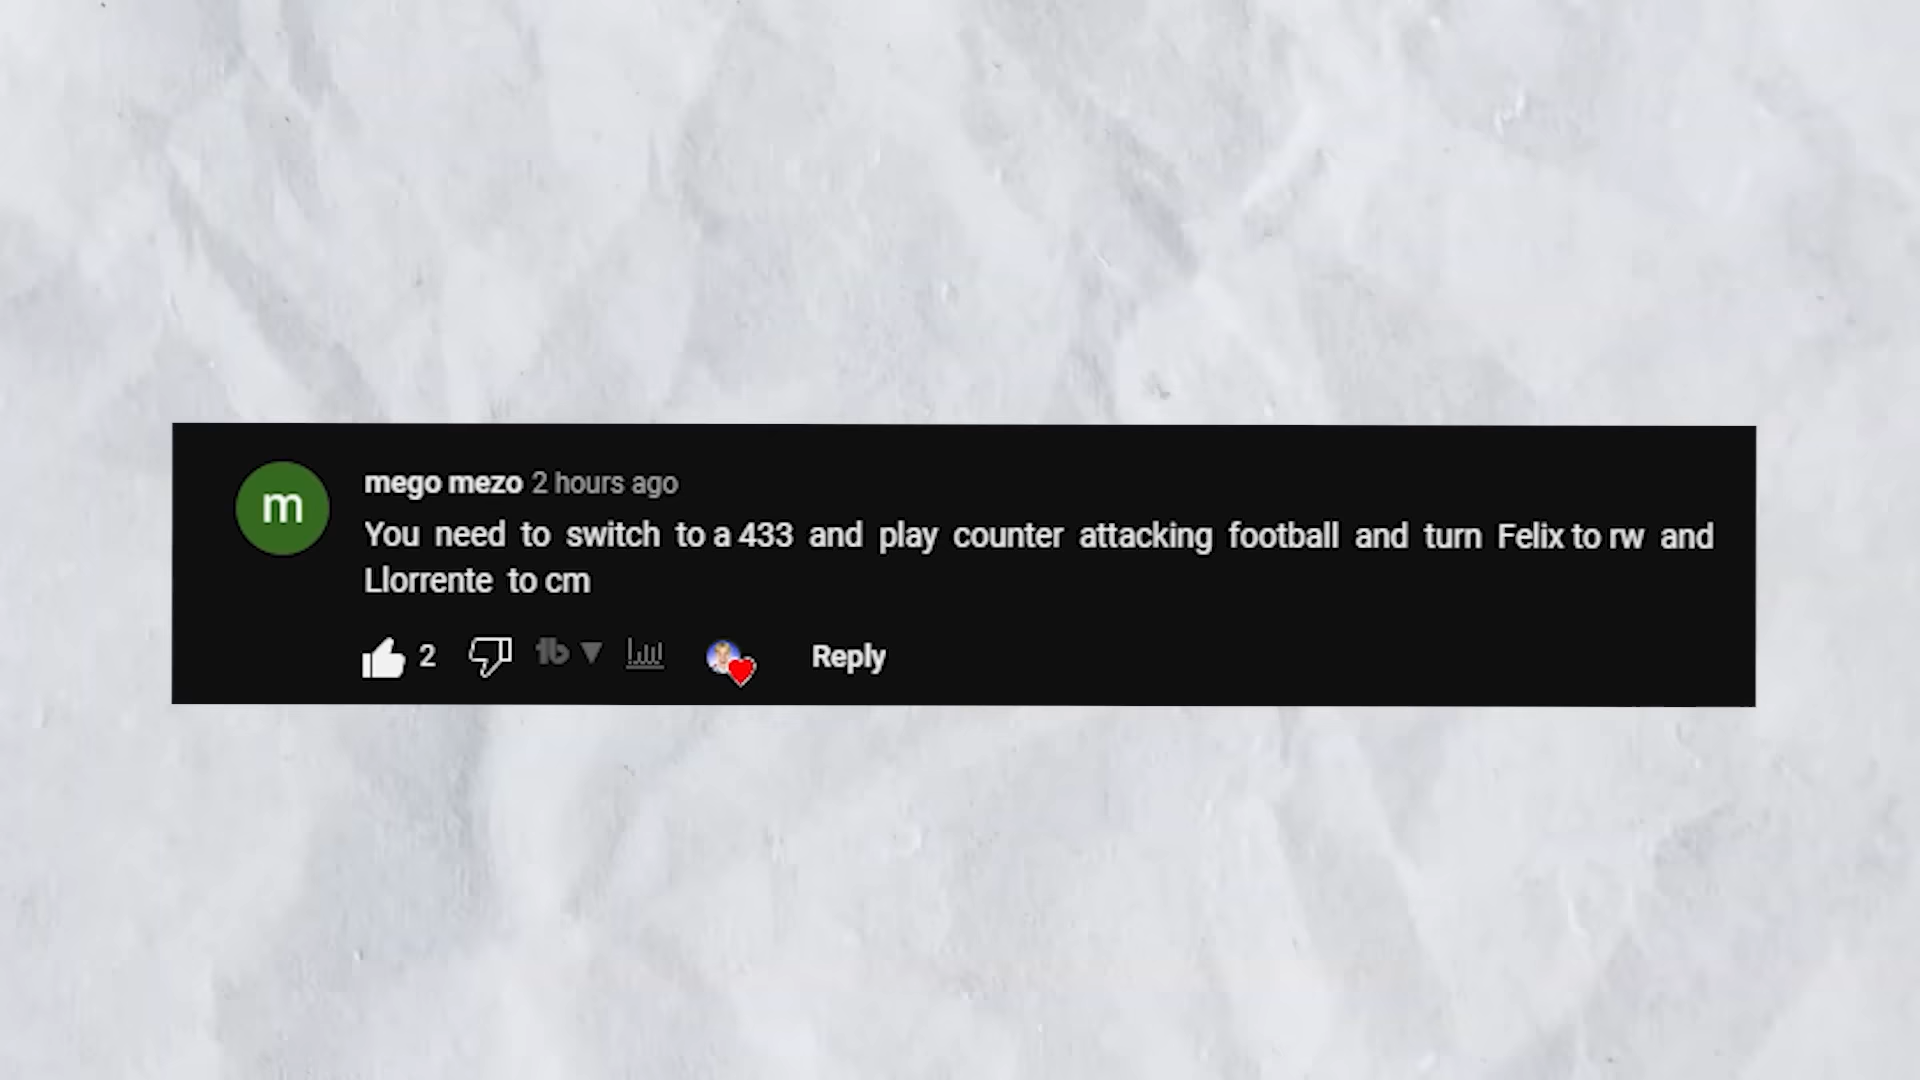 m
mego mezo 2 hours ago
You need to switch to a 433 and play counter attacking football and turn Felix to rw and
Llorrente to cm
2 Reply